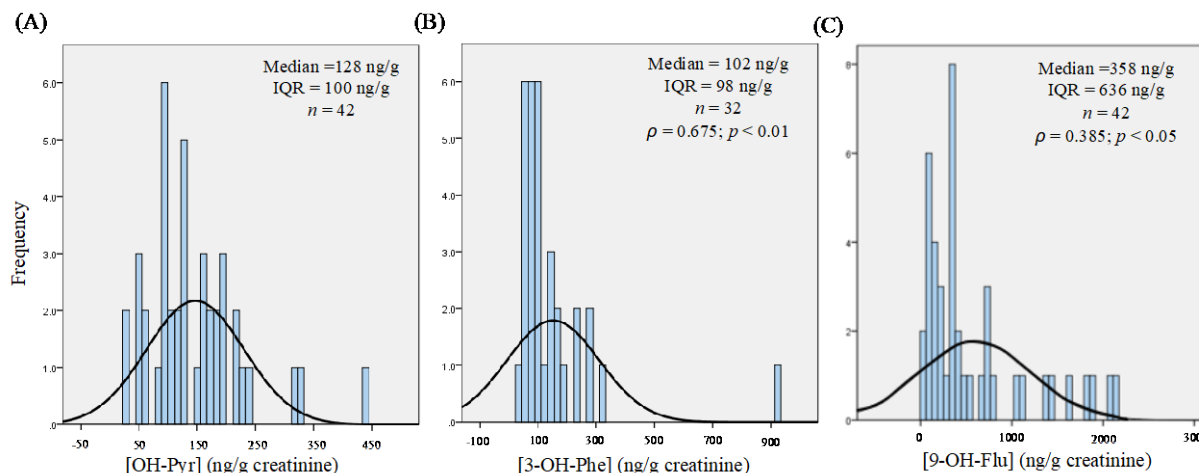 (A)
Median =128 ng/g
IQR = 100 ng/g
n = 42
6.0
5.0
4.0
3.0
2.0
1.0
.0
Frequency
-50
50
150
250
350
450
[OH-Pyr] (ng/g creatinine)
(B)
Median = 102 ng/g
IQR = 98 ng/g
n = 32
ρ = 0.675; p < 0.01
6.0
5.0
4.0
3.0
2.0
1.0
.0
-100
100
300
500
700
900
[3-OH-Phe] (ng/g creatinine)
(C)
Median =358 ng/g
IQR = 636 ng/g
n = 42
ρ = 0.385; p < 0.05
8
6
4
2
0
0
1000
2000
3000
[9-OH-Flu] (ng/g creatinine)